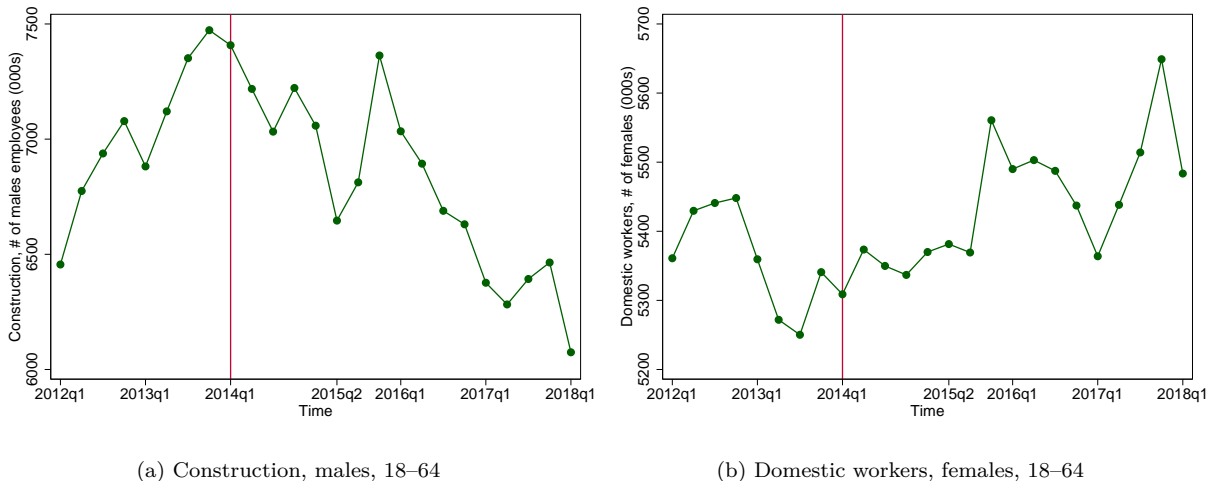 Construction, # of males employees (000s)
7500
7000
6500
6000
2012q1 2013q1 2014q1 2015q2 2016q1 2017q1 2018q1
Time
(a) Construction, males, 18–64
Domestic workers, # of females (000s)
5700
5600
5500
5400
5300
5200
2012q1 2013q1 2014q1 2015q2 2016q1 2017q1 2018q1
Time
(b) Domestic workers, females, 18–64